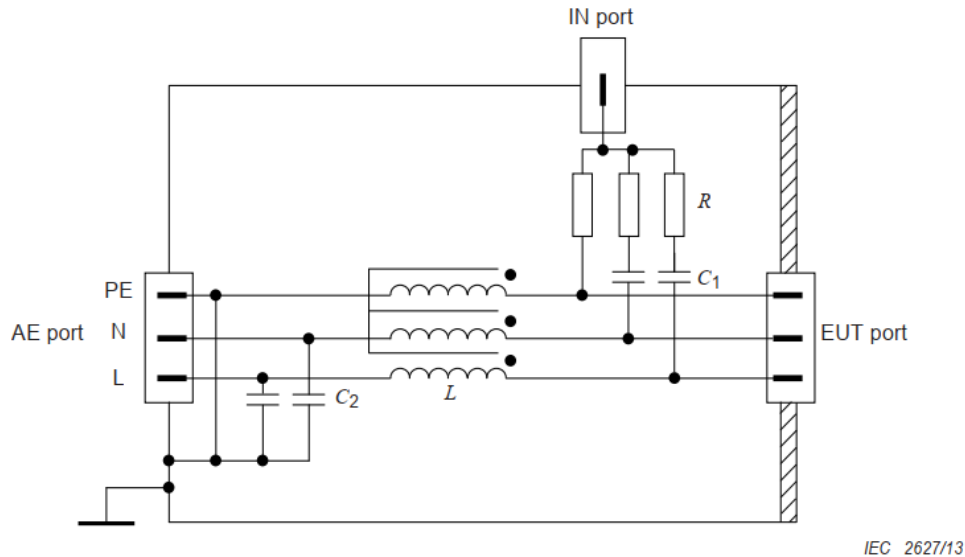 IN port
R
PE
C1
AE port
N
EUT port
L
C2
L
IEC 2627/13